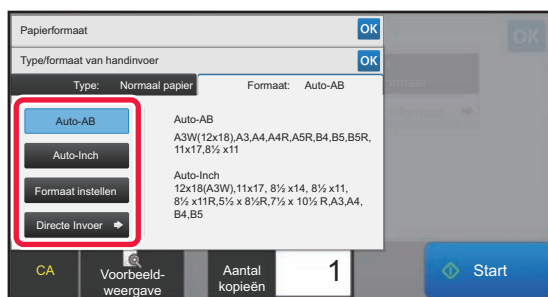 Papierformaat
OK
Type/formaat van handinvoer
OK
Type: Normaal papier
Formaat: Auto-AB
Auto-AB
Auto-Inch
Formaat instellen
Directe Invoer
Auto-AB
A3W(12x18),A3,A4,A4R,A5R,B4,B5,B5R,
11x17,8½ x11
Auto-Inch
12x18(A3W),11x17, 8½ x14, 8½ x11,
8½ x11R,5½ x 8½R,7½ x 10½ R,A3,A4,
B4,B5
OK
CA
Voorbeeld-
weergave
Aantal
kopieën
1
Start